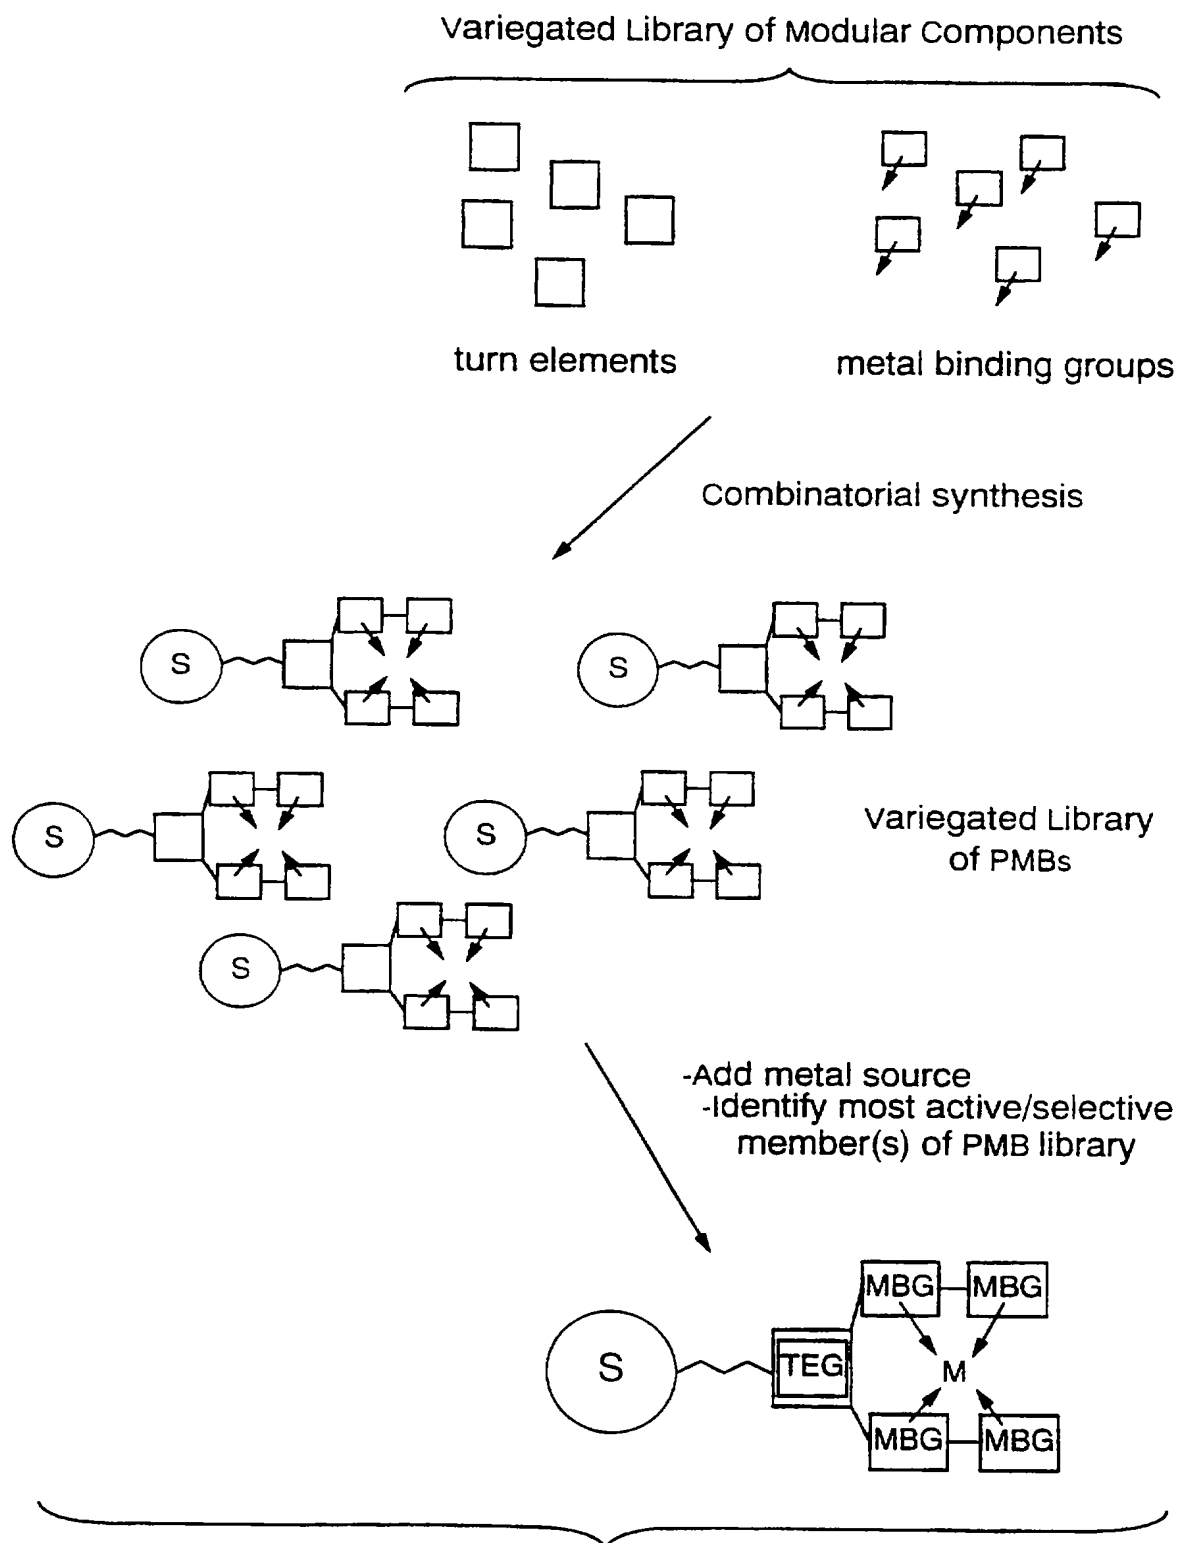 Variegated Library of Modular Components
turn elements
metal binding groups
Combinatorial synthesis
S
S
S
S
Variegated Library
of PMBs
S
-Add metal source
-Identify most active/selective
member(s) of PMB library
MBG MBG
S
TEG
M
MBG MBG